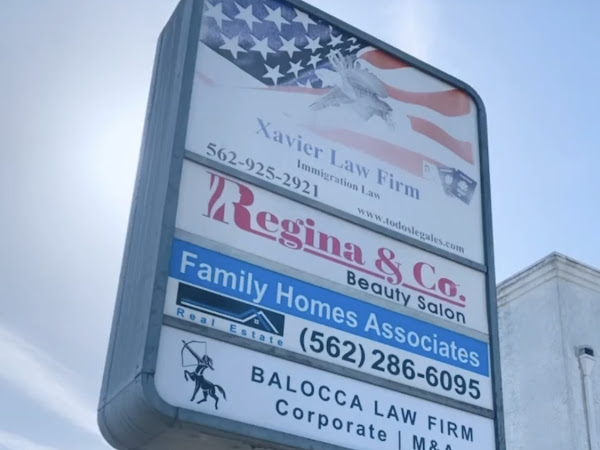 Xavier Law Firm
562-925-2921
Immigration Law
www.todoslegales.com
Regina & Co.
Beauty Salon
Family Homes Associates
Real Estate
(562) 286-6095
BALOCCA LAW FIRM
Corporate | M&A